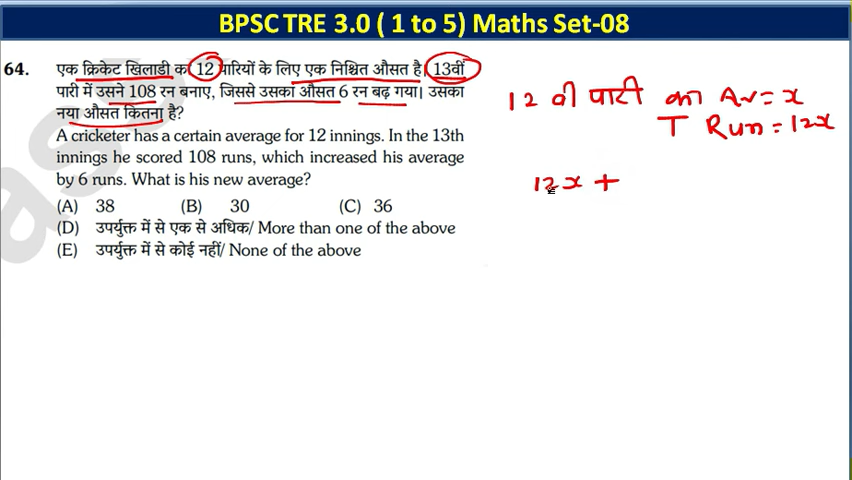 BPSC TRE 3.0 ( 1 to 5) Maths Set-08
64. एक क्रिकेट खिलाडी क 12 पारियों के लिए एक निश्चित औसत है। 13वीं
पारी में उसने 108 रन बनाए, जिससे उसका औसत 6 रन बढ़ गया। उसका
नया औसत कितना है?
A cricketer has a certain average for 12 innings. In the 13th
innings he scored 108 runs, which increased his average
by 6 runs. What is his new average?
(A) 38 (B) 30 (C) 36
(D) उपर्युक्त में से एक से अधिक/ More than one of the above
(E) उपर्युक्त में से कोई नहीं/ None of the above
12 वी पाटी का Av = x
T Run = 12x
12x +